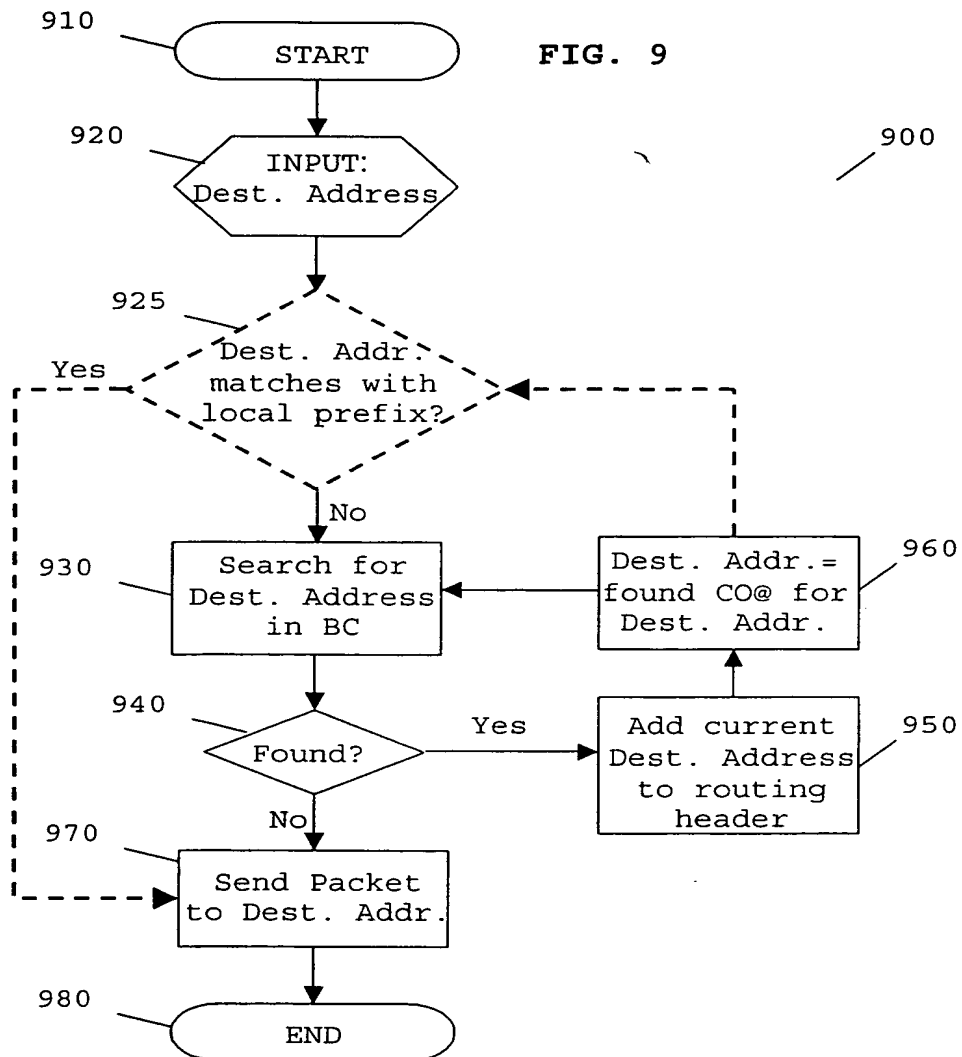 910
START
FIG. 9
920
INPUT:
Dest. Address
900
925
Dest. Addr.
matches with
local prefix?
Yes
No
930
Search for
Dest. Address
in BC
960
Dest. Addr.=
found CO@ for
Dest. Addr.
940
Found?
Yes
950
Add current
Dest. Address
to routing
header
No
970
Send Packet
to Dest. Addr.
980
END